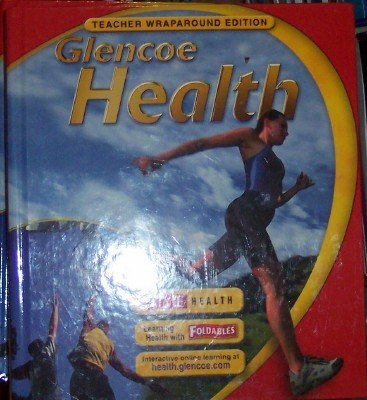 TEACHER WRAPAROUND EDITION
Glencoe
Health
HEALTH
Learning
Health with FOLDABLES
Interactive online learning at
health.glencoe.com